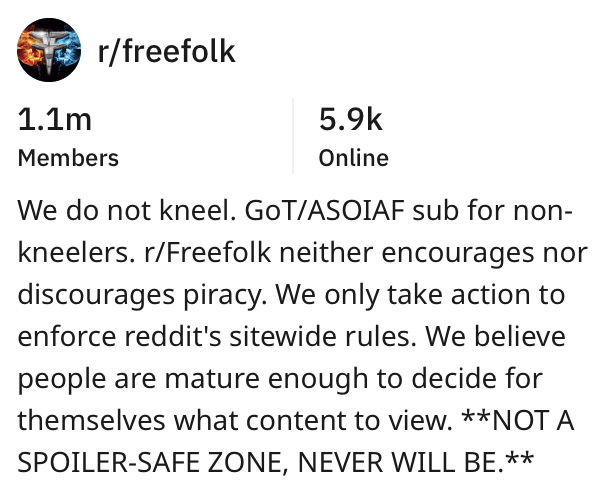 r/freefolk
1.1m
5.9k
Members
Online
We do not kneel. GoT/ASOIAF sub for non-
kneelers. r/Freefolk neither encourages nor
discourages piracy. We only take action to
enforce reddit's sitewide rules. We believe
people are mature enough to decide for
themselves what content to view. **NOT A
SPOILER-SAFE ZONE, NEVER WILL BE.**